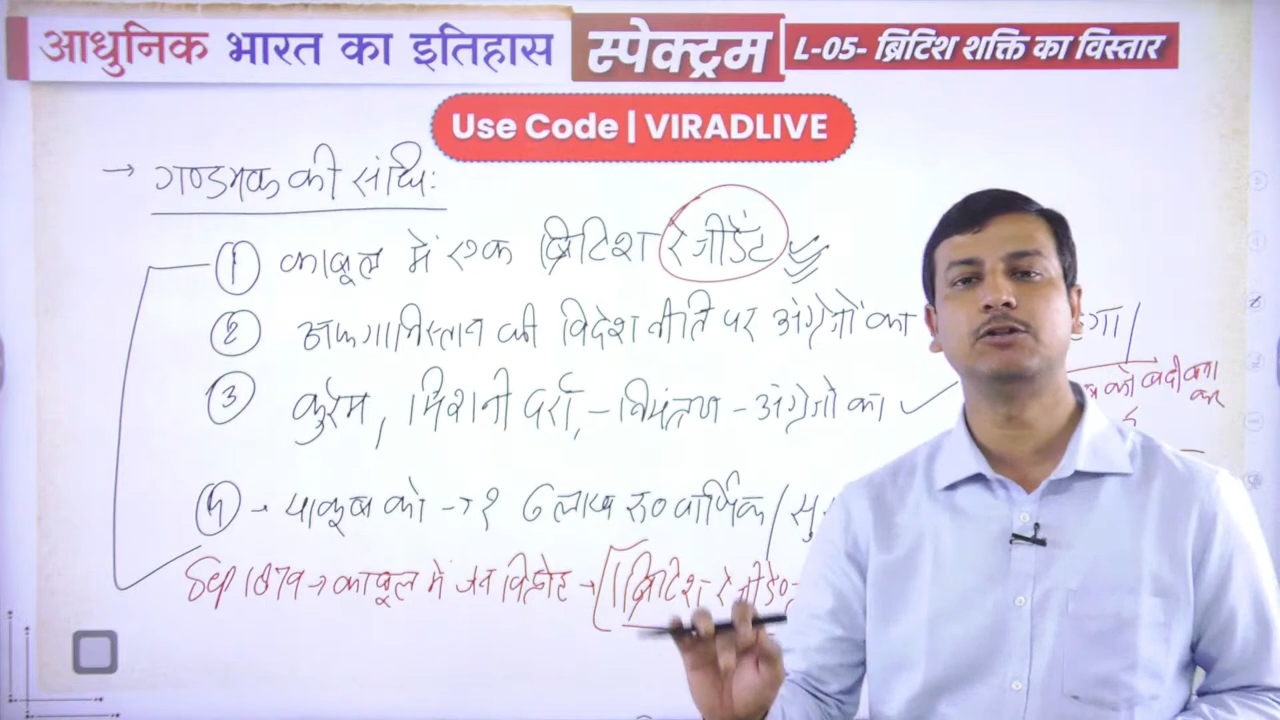 आधुनिक भारत का इतिहास स्पेक्ट्रम L-05- ब्रिटिश शक्ति का विस्तार
Use Code | VIRADLIVE
→ गण्डमक की संधि:
① काबूल में एक ब्रिटिश रेजीडेंट
② अफगानिस्तान की विदेश नीति पर अंग्रेजों का
③ कुर्रम, मिशनी दर्रा, - नियंत्रण - अंग्रेजों का ✓
④ → याकूब को → 6 लाख रु० वार्षिक /
Sep 1879 → काबूल में जन विद्रोह → ब्रिटिश